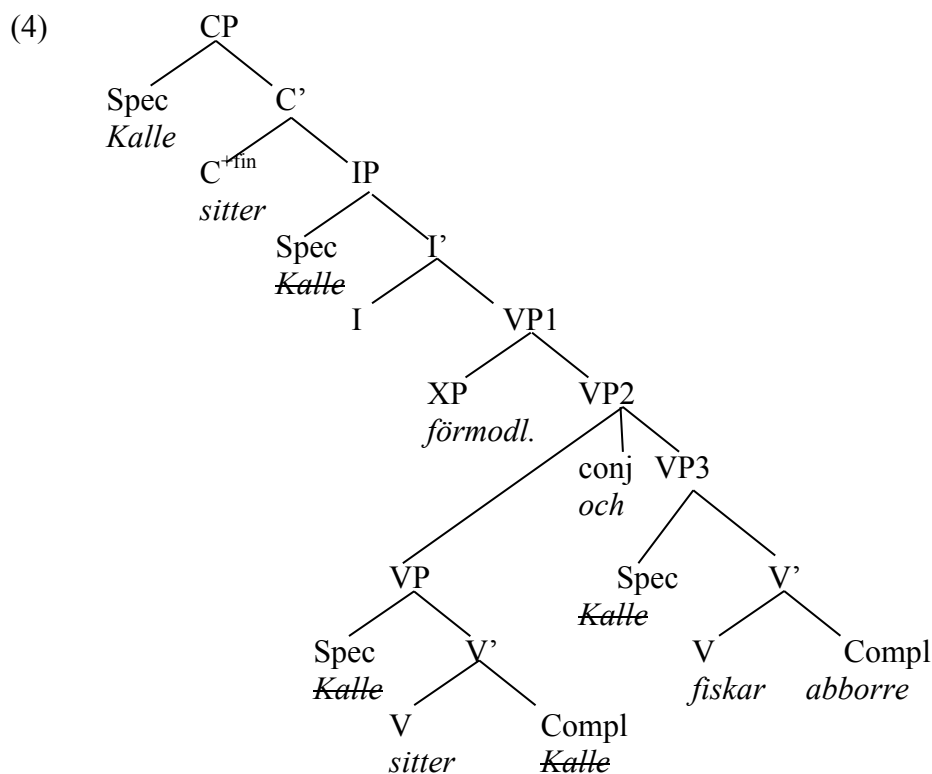 (4) CP
Spec C’
Kalle
C+fin IP
sitter
Spec I’
Kalle
I VP1
XP VP2
förmodl.
conj VP3
och
VP Spec V’
Kalle
Spec V’ V Compl
Kalle fiskar abborre
V Compl
sitter Kalle